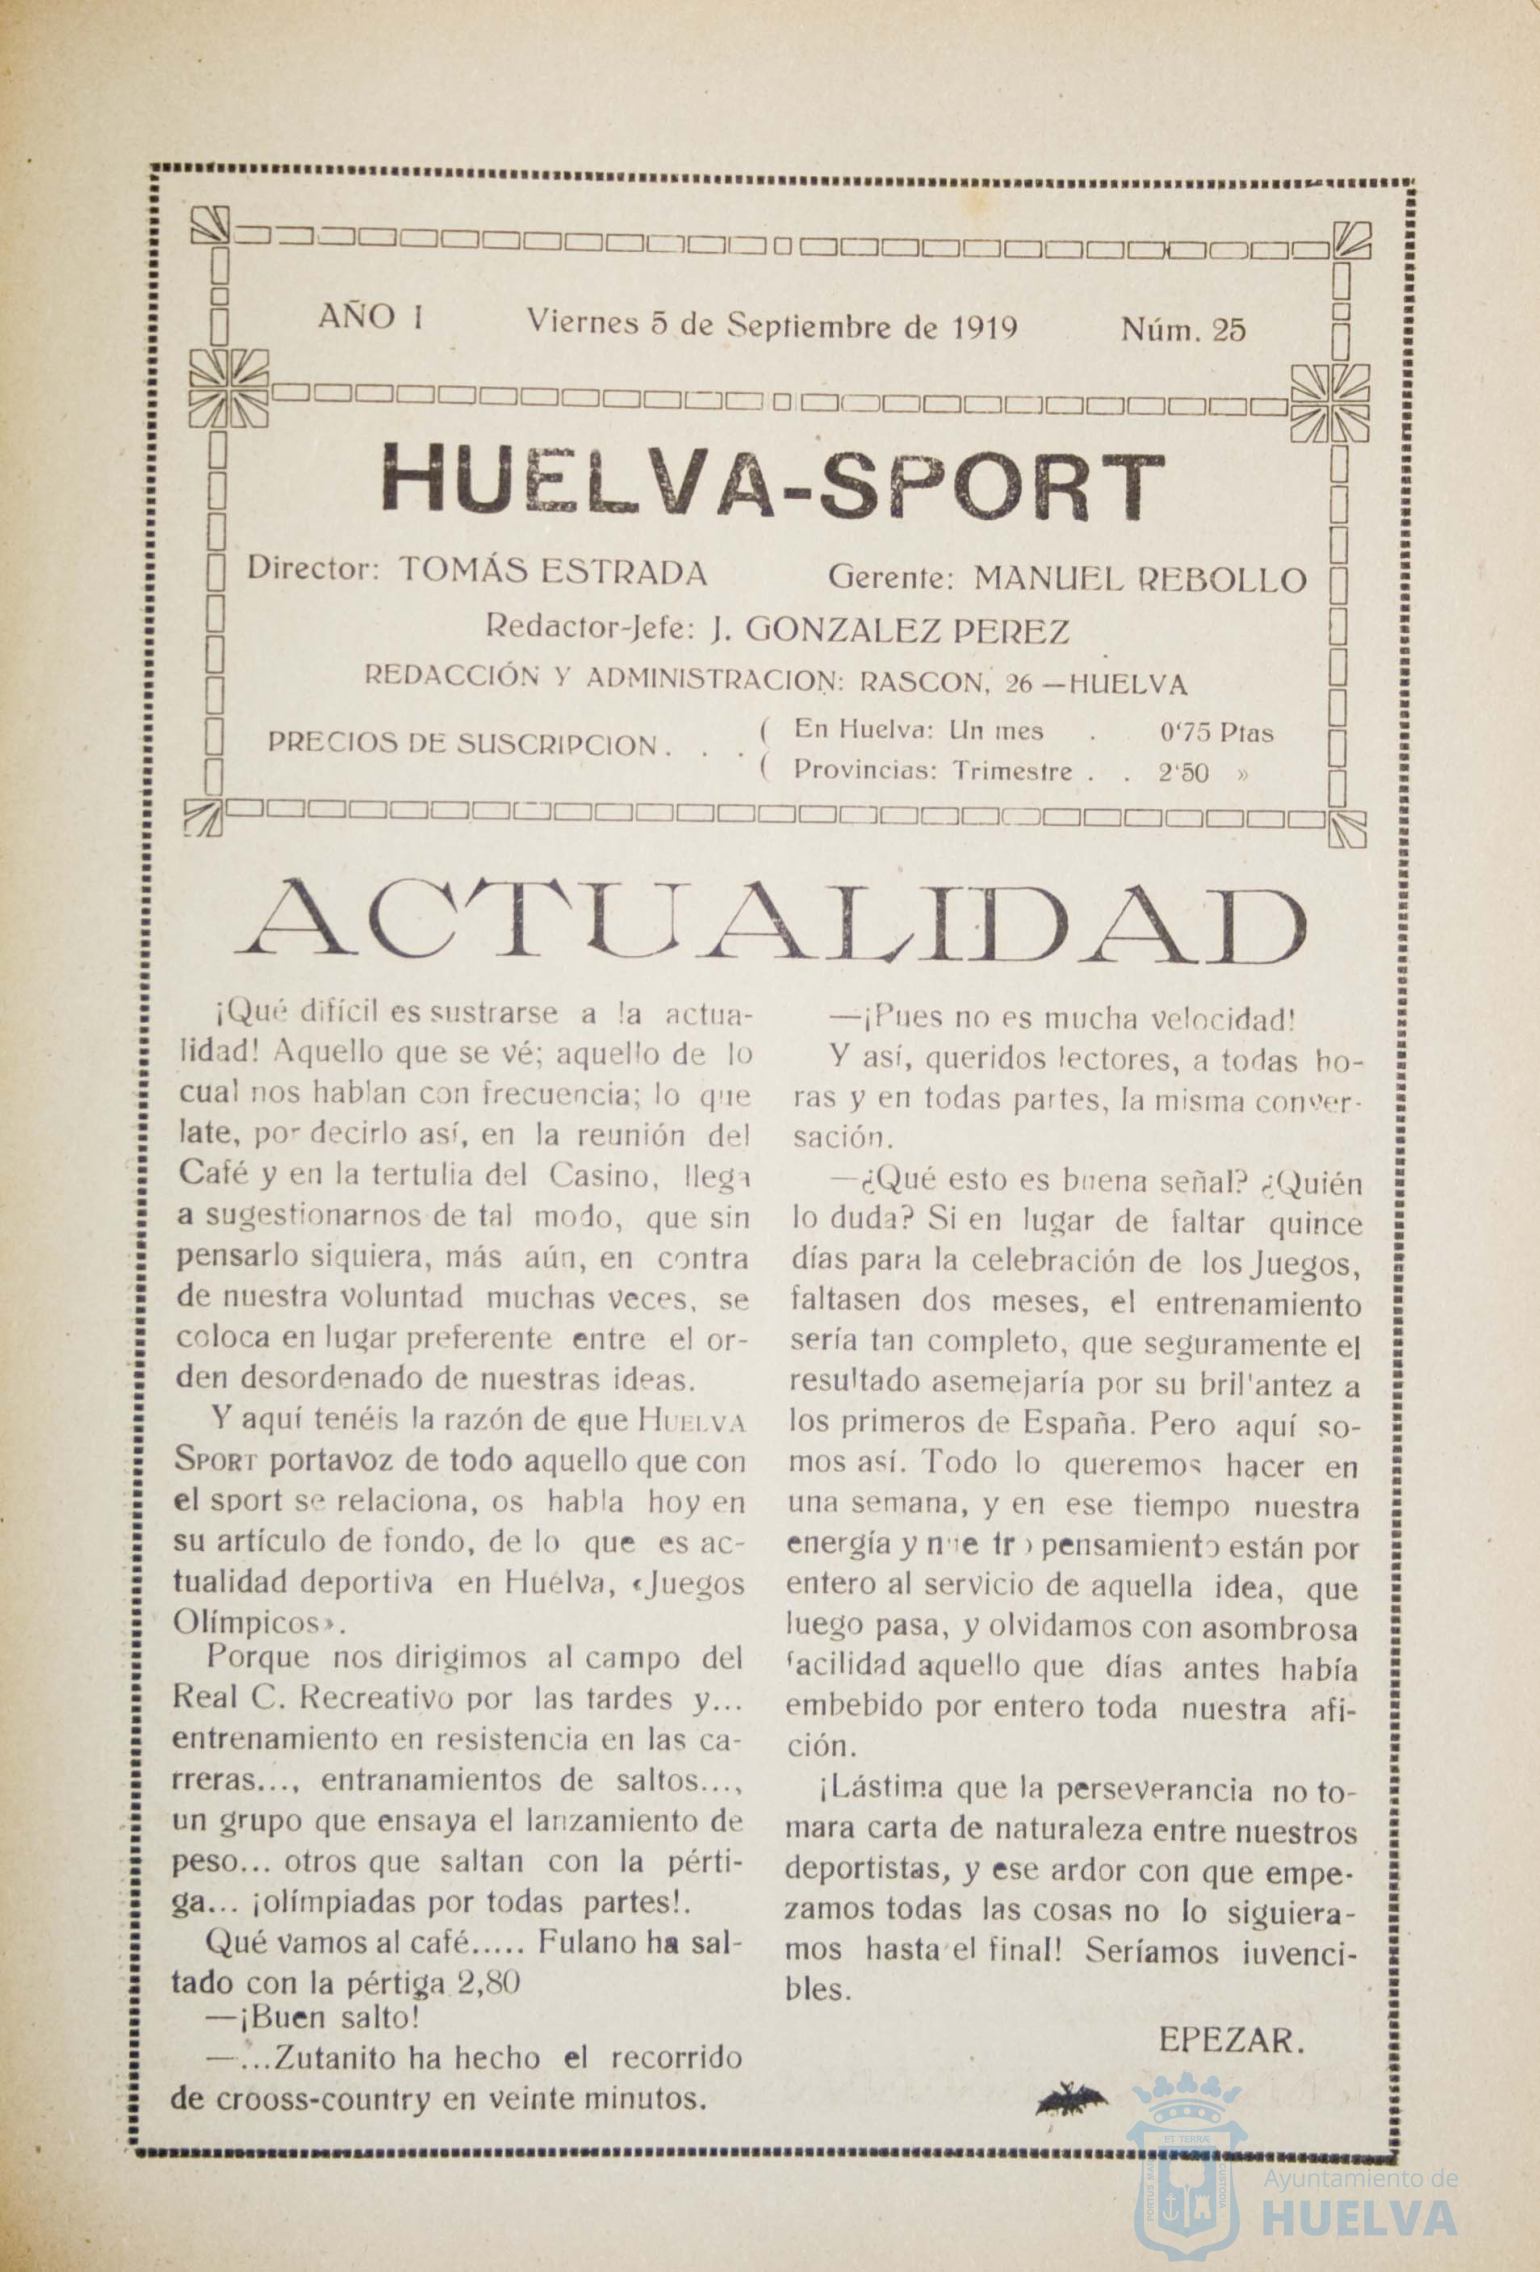 AÑO I Viernes 5 de Septiembre de 1919 Núm. 25
HUELVA-SPORT
Director: TOMÁS ESTRADA Gerente: MANUEL REBOLLO
Redactor-Jefe: J. GONZALEZ PEREZ
REDACCIÓN Y ADMINISTRACION: RASCON, 26 —HUELVA
PRECIOS DE SUSCRIPCION. . . ( En Huelva: Un mes . 0'75 Ptas
( Provincias: Trimestre . . 2'50 »
ACTUALIDAD
¡Qué difícil es sustrarse a la actua-
lidad! Aquello que se vé; aquello de lo
cual nos hablan con frecuencia; lo que
late, por decirlo así, en la reunión del
Café y en la tertulia del Casino, llega
a sugestionarnos de tal modo, que sin
pensarlo siquiera, más aún, en contra
de nuestra voluntad muchas veces, se
coloca en lugar preferente entre el or-
den desordenado de nuestras ideas.
Y aquí tenéis la razón de que HUELVA
SPORT portavoz de todo aquello que con
el sport se relaciona, os habla hoy en
su artículo de fondo, de lo que es ac-
tualidad deportiva en Huelva, «Juegos
Olímpicos».
Porque nos dirigimos al campo del
Real C. Recreativo por las tardes y...
entrenamiento en resistencia en las ca-
rreras..., entranamientos de saltos...,
un grupo que ensaya el lanzamiento de
peso... otros que saltan con la pérti-
ga... ¡olímpiadas por todas partes!.
Qué vamos al café..... Fulano ha sal-
tado con la pértiga 2,80
—¡Buen salto!
—...Zutanito ha hecho el recorrido
de crooss-country en veinte minutos.
—¡Pues no es mucha velocidad!
Y así, queridos lectores, a todas ho-
ras y en todas partes, la misma conver-
sación.
—¿Qué esto es buena señal? ¿Quién
lo duda? Si en lugar de faltar quince
días para la celebración de los Juegos,
faltasen dos meses, el entrenamiento
sería tan completo, que seguramente el
resultado asemejaría por su bril'antez a
los primeros de España. Pero aquí so-
mos así. Todo lo queremos hacer en
una semana, y en ese tiempo nuestra
energía y nuestro pensamiento están por
entero al servicio de aquella idea, que
luego pasa, y olvidamos con asombrosa
facilidad aquello que días antes había
embebido por entero toda nuestra afi-
ción.
¡Lástima que la perseverancia no to-
mara carta de naturaleza entre nuestros
deportistas, y ese ardor con que empe-
zamos todas las cosas no lo siguiera-
mos hasta el final! Seríamos iuvenci-
bles.
EPEZAR.
ET TERRÆ
PORTUS MARIS
CUSTODIA
Ayuntamiento de
HUELVA